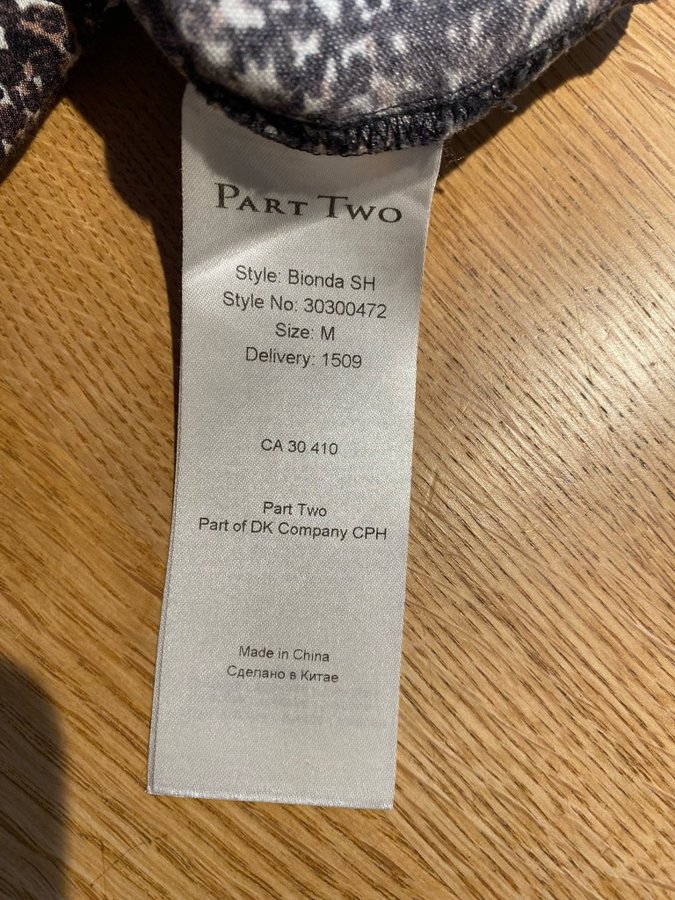 PART TWO
Style: Bionda SH
Style No: 30300472
Size: M
Delivery: 1509
CA 30 410
Part Two
Part of DK Company CPH
Made in China
Сделано в Китае